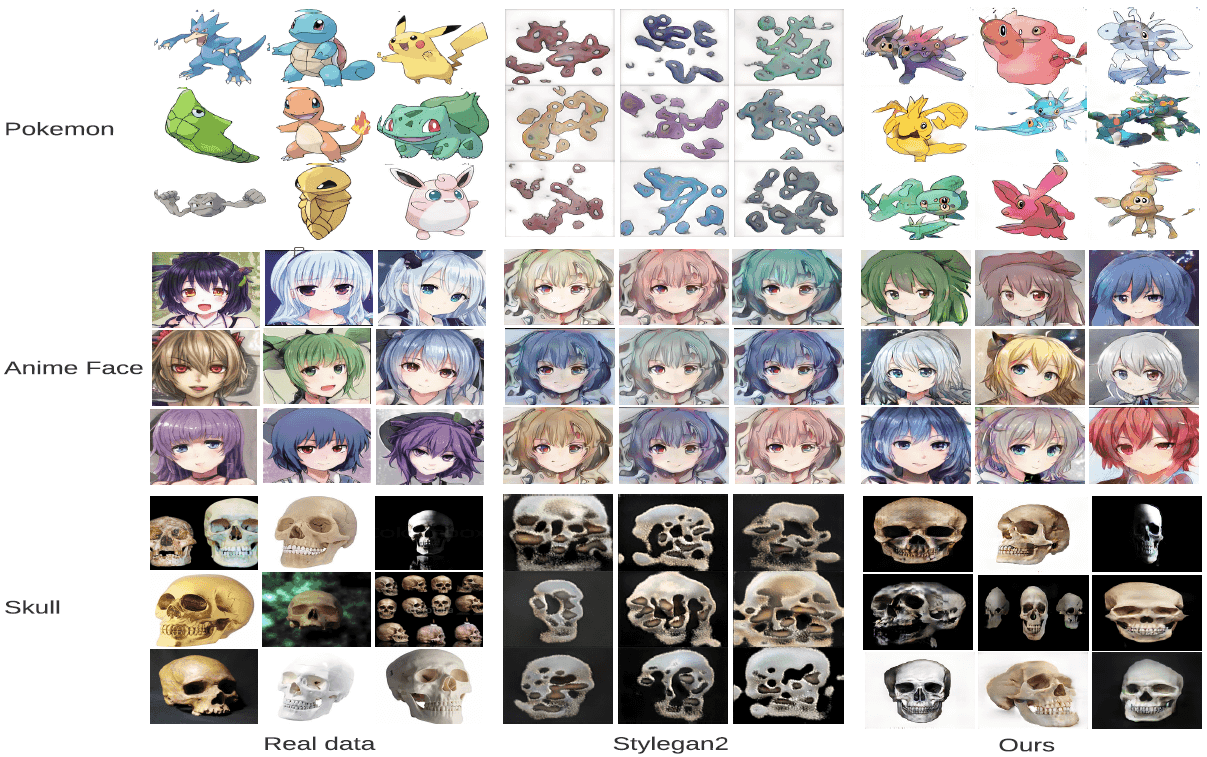 Pokemon
Anime Face
Skull
Real data
Stylegan2
Ours